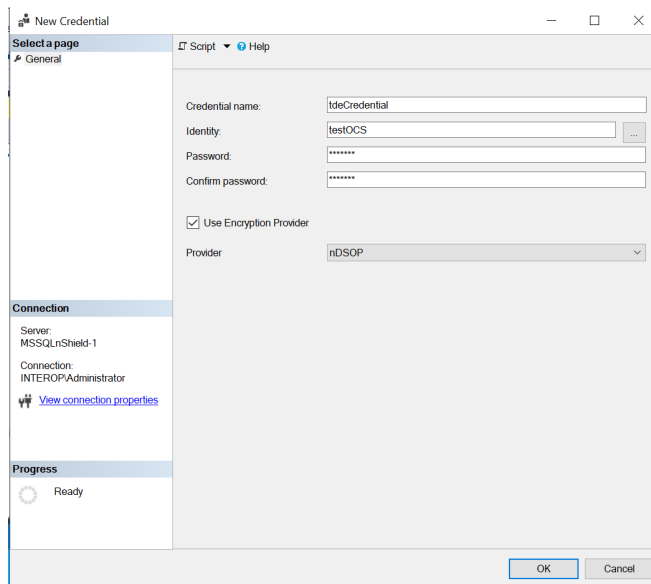 New Credential
Select a page
General
Script Help
Credential name: tdeCredential
Identity: testOCS ...
Password: *******
Confirm password: *******
Use Encryption Provider
Provider nDSOP
Connection
Server:
MSSQLnShield-1
Connection:
INTEROP\Administrator
View connection properties
Progress
Ready
OK Cancel